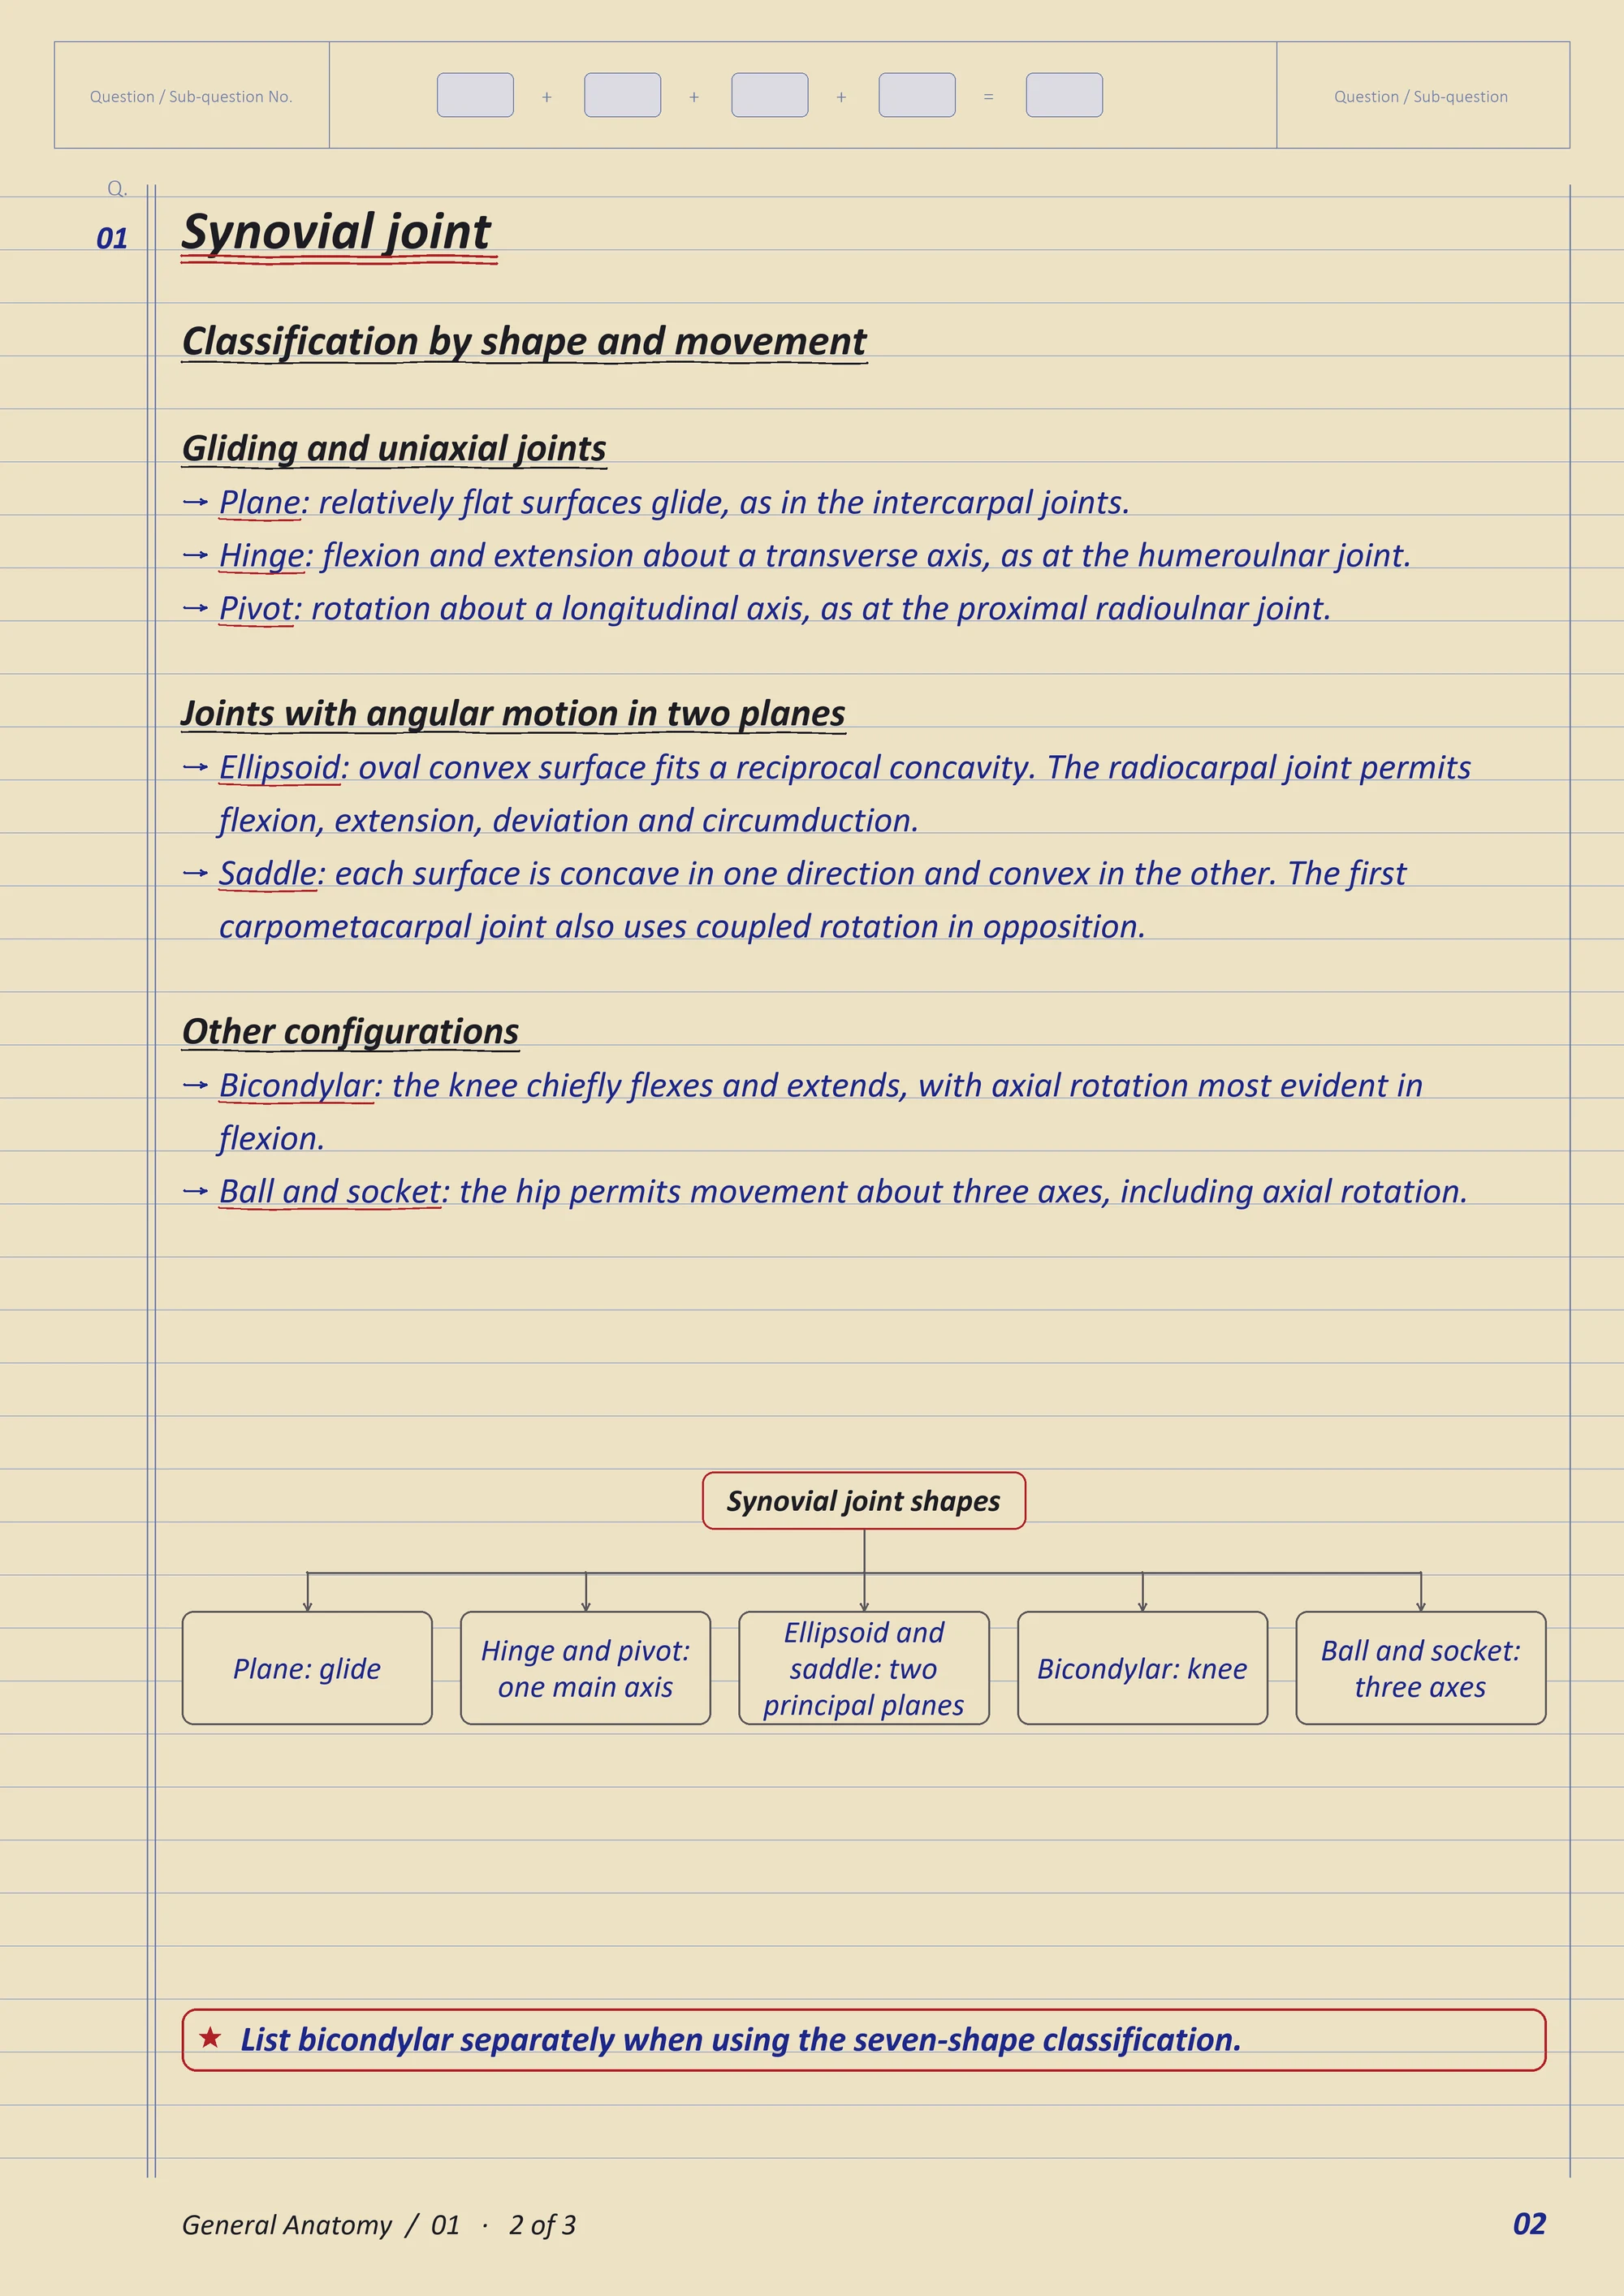 Question / Sub-question No.
+ + + =
Question / Sub-question
Q.
01
Synovial joint
Classification by shape and movement
Gliding and uniaxial joints
→ Plane: relatively flat surfaces glide, as in the intercarpal joints.
→ Hinge: flexion and extension about a transverse axis, as at the humeroulnar joint.
→ Pivot: rotation about a longitudinal axis, as at the proximal radioulnar joint.
Joints with angular motion in two planes
→ Ellipsoid: oval convex surface fits a reciprocal concavity. The radiocarpal joint permits
flexion, extension, deviation and circumduction.
→ Saddle: each surface is concave in one direction and convex in the other. The first
carpometacarpal joint also uses coupled rotation in opposition.
Other configurations
→ Bicondylar: the knee chiefly flexes and extends, with axial rotation most evident in
flexion.
→ Ball and socket: the hip permits movement about three axes, including axial rotation.
Synovial joint shapes
Plane: glide
Hinge and pivot:
one main axis
Ellipsoid and
saddle: two
principal planes
Bicondylar: knee
Ball and socket:
three axes
★ List bicondylar separately when using the seven-shape classification.
General Anatomy / 01 · 2 of 3
02